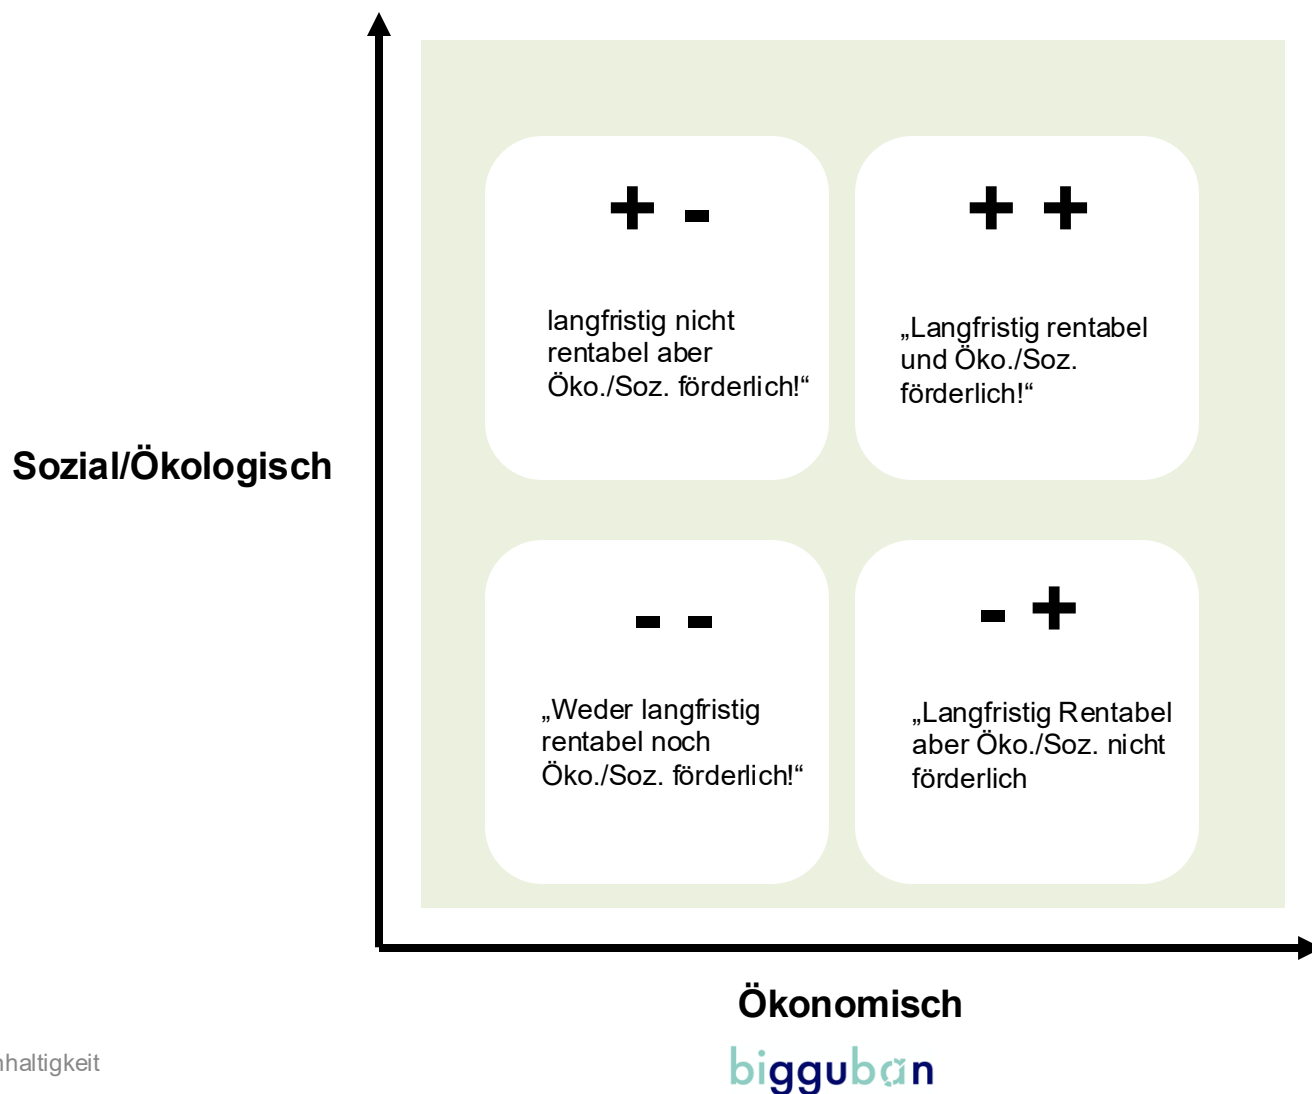 + -
langfristig nicht
rentabel aber
Öko./Soz. förderlich!“
+ +
„Langfristig rentabel
und Öko./Soz.
förderlich!“
Sozial/Ökologisch
- -
„Weder langfristig
rentabel noch
Öko./Soz. förderlich!“
- +
„Langfristig Rentabel
aber Öko./Soz. nicht
förderlich
Ökonomisch
haltigkeit
bigguban